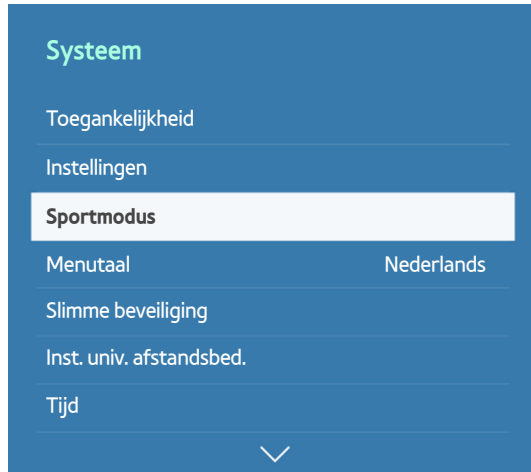 Systeem
Toegankelijkheid
Instellingen
Sportmodus
Menutaal Nederlands
Slimme beveiliging
Inst. univ. afstandsbed.
Tijd